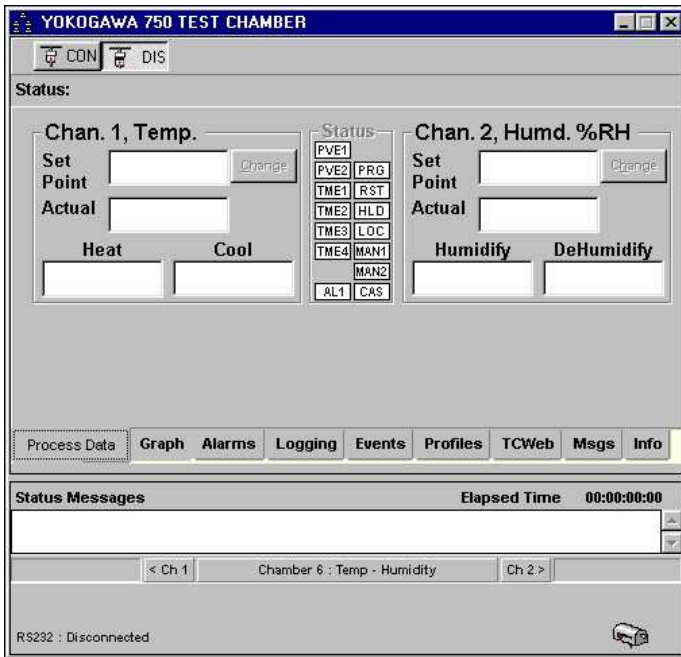 YOKOGAWA 750 TEST CHAMBER
CON DIS
Status:
Chan. 1, Temp.
Set Point
Change
Actual
Heat Cool
Status
PVE1
PVE2 PRG
TME1 RST
TME2 HLD
TME3 LOC
TME4 MAN1
MAN2
AL1 CAS
Chan. 2, Humd. %RH
Set Point
Change
Actual
Humidify DeHumidify
Process Data Graph Alarms Logging Events Profiles TCWeb Msgs Info
Status Messages Elapsed Time 00:00:00:00
< Ch 1 Chamber 6 : Temp - Humidity Ch 2 >
RS232 : Disconnected